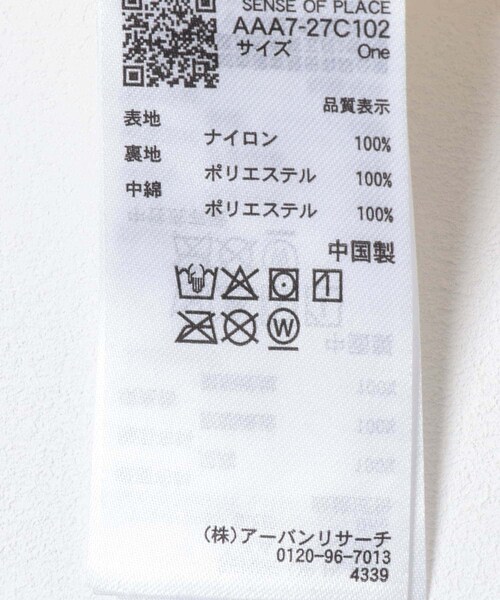 SENSE OF PLACE
AAA7-27C102
サイズ One
品質表示
表地
ナイロン 100%
裏地
ポリエステル 100%
中綿
ポリエステル 100%
中国製
W
(株)アーバンリサーチ
0120-96-7013
4339